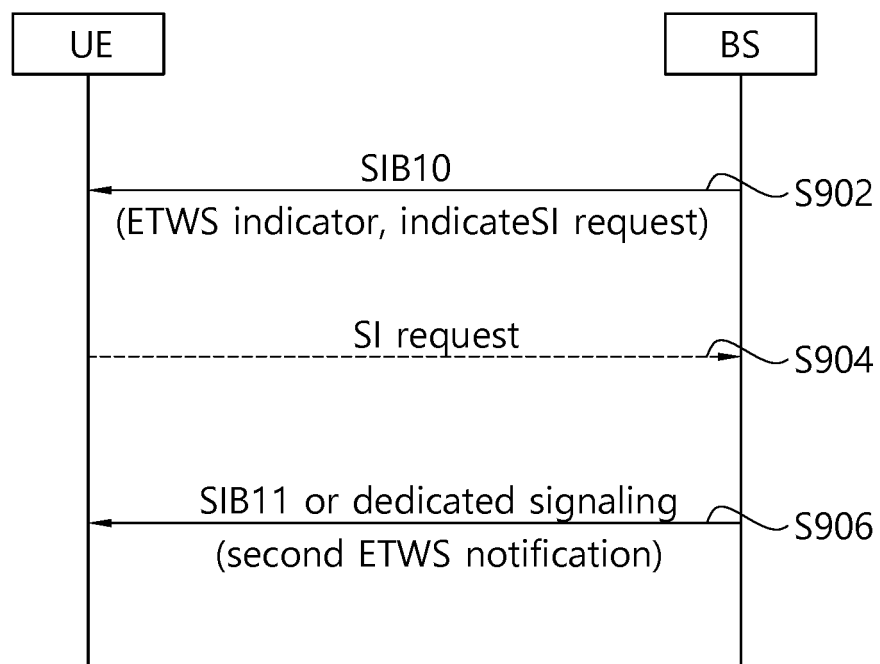 UE
BS
SIB10
S902
(ETWS indicator, indicateSI request)
SI request
S904
SIB11 or dedicated signaling
S906
(second ETWS notification)